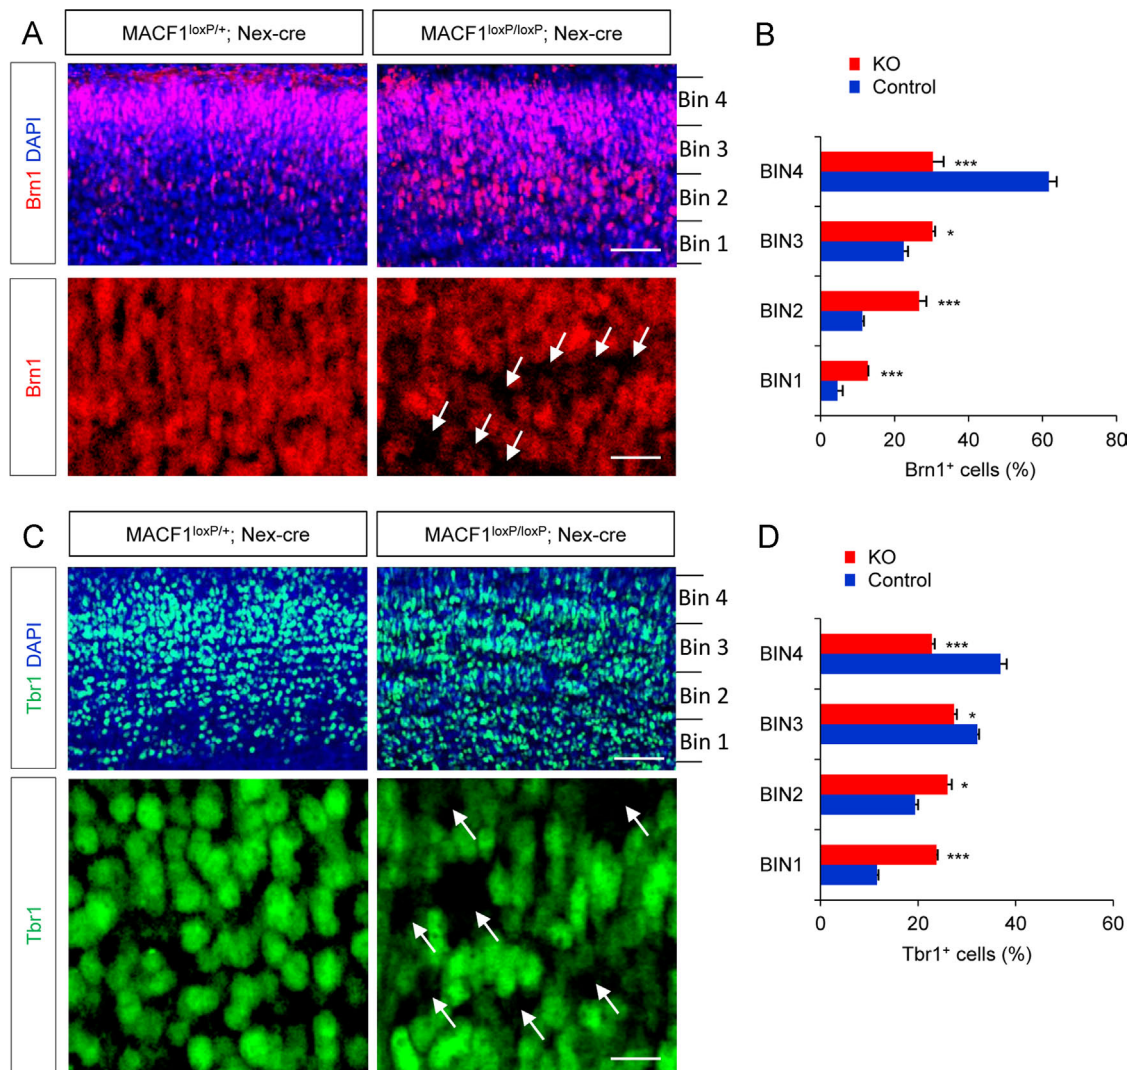 A
MACF1loxP/+; Nex-cre
MACF1loxP/loxP; Nex-cre
Brn1 DAPI
Bin 4
Bin 3
Bin 2
Bin 1
Brn1
B
KO
Control
BIN4
***
BIN3
*
BIN2
***
BIN1
***
0 20 40 60 80
Brn1+ cells (%)
C
MACF1loxP/+; Nex-cre
MACF1loxP/loxP; Nex-cre
Tbr1 DAPI
Bin 4
Bin 3
Bin 2
Bin 1
Tbr1
D
KO
Control
BIN4
***
BIN3
*
BIN2
*
BIN1
***
0 20 40 60
Tbr1+ cells (%)